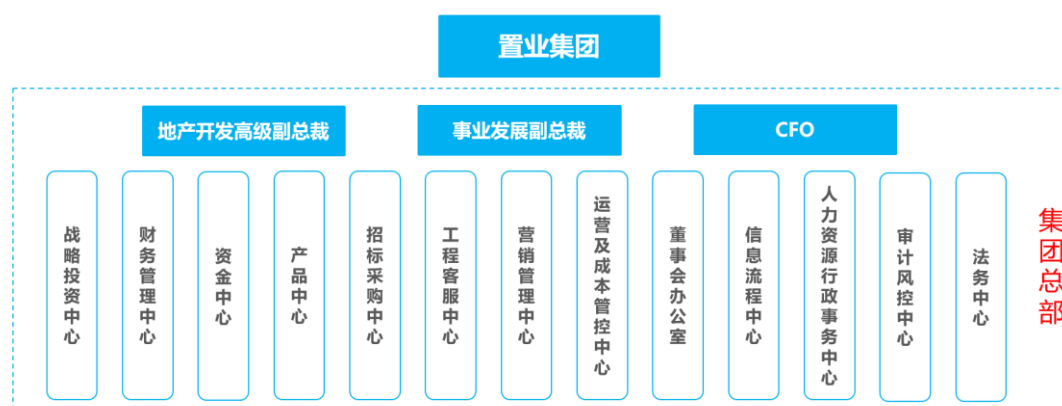 置业集团
地产开发高级副总裁
事业发展副总裁
CFO
战略投资中心
财务管理中心
资金中心
产品中心
招标采购中心
工程客服中心
营销管理中心
运营及成本管控中心
董事会办公室
信息流程中心
人力资源行政事务中心
审计风控中心
法务中心
集团总部